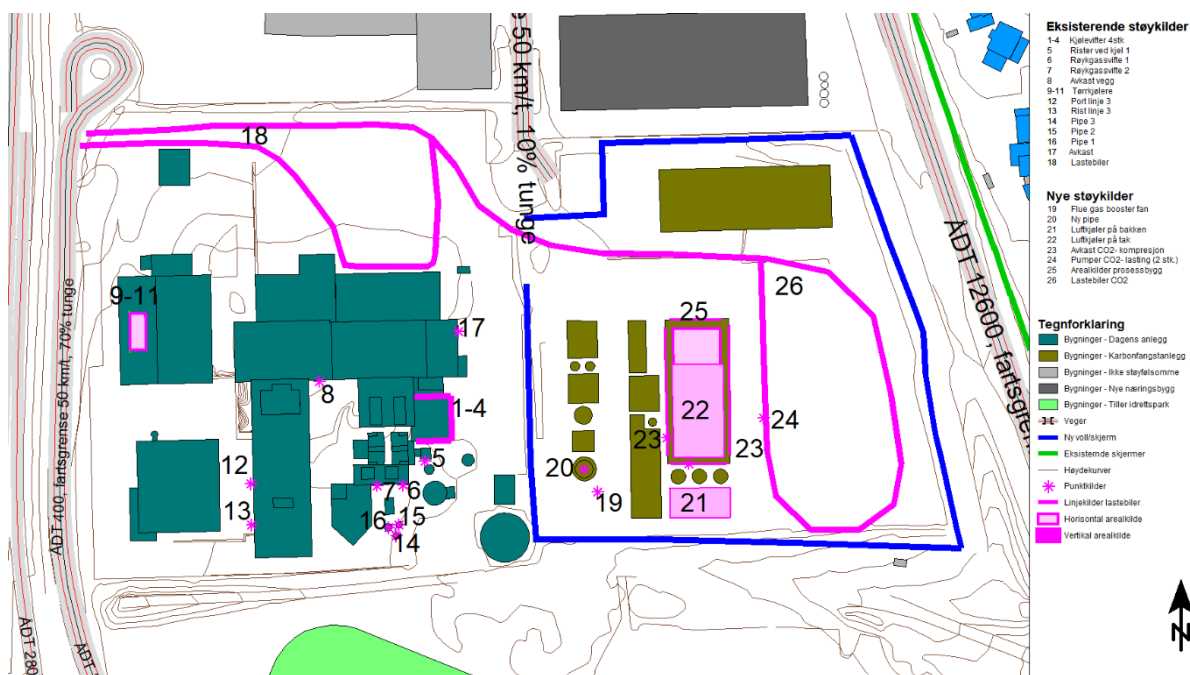 50 km/t, 10% tunge
18
9-11
17
8
1-4
5
12
7
6
13
16
15
14
ÅDT 400, fartsgrense 50 km/t, 70% tunge
ÅDT 280
ÅDT 12600, fartsgren
26
25
22
24
23
23
20
19
21
Eksisterende støykilder
1-4 Kjølevifter 4stk
5 Rister ved kjel 1
6 Røykgassvifte 1
7 Røykgassvifte 2
8 Avkast vegg
9-11 Tørrkjølere
12 Port linje 3
13 Rist linje 3
14 Pipe 3
15 Pipe 2
16 Pipe 1
17 Avkast
18 Lastebiler
Nye støykilder
19 Flue gas booster fan
20 Ny pipe
21 Luftkjøler på bakken
22 Luftkjøler på tak
23 Avkast CO2- kompresjon
24 Pumper CO2- lasting (2 stk.)
25 Arealkilder prosessbygg
26 Lastebiler CO2
Tegnforklaring
Bygninger - Dagens anlegg
Bygninger - Karbonfangstanlegg
Bygninger - Ikke støyfølsomme
Bygninger - Nye næringsbygg
Bygninger - Tiller idrettspark
Veger
Ny voll/skjerm
Eksisternde skjermer
Høydekurver
Punktkilder
Linjekilder lastebiler
Horisontal arealkilde
Vertikal arealkilde
N